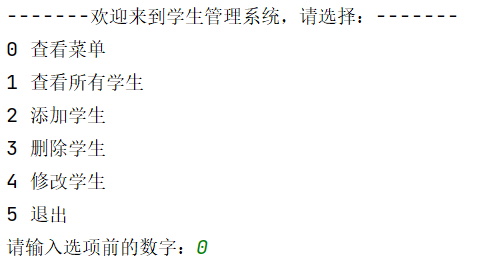 -------欢迎来到学生管理系统，请选择：-------
0 查看菜单
1 查看所有学生
2 添加学生
3 删除学生
4 修改学生
5 退出
请输入选项前的数字：0